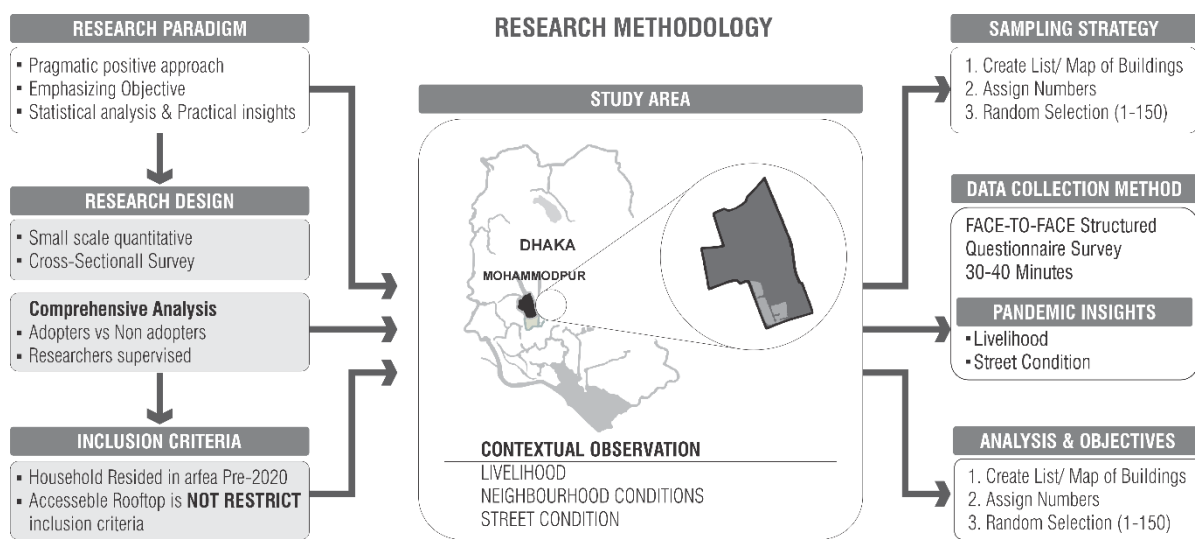 RESEARCH METHODOLOGY
RESEARCH PARADIGM
▪ Pragmatic positive approach
▪ Emphasizing Objective
▪ Statistical analysis & Practical insights
RESEARCH DESIGN
▪ Small scale quantitative
▪ Cross-Sectionall Survey
Comprehensive Analysis
▪ Adopters vs Non adopters
▪ Researchers supervised
INCLUSION CRITERIA
▪ Household Resided in arfea Pre-2020
▪ Accesseble Rooftop is NOT RESTRICT
inclusion criteria
STUDY AREA
DHAKA
MOHAMMODPUR
CONTEXTUAL OBSERVATION
LIVELIHOOD
NEIGHBOURHOOD CONDITIONS
STREET CONDITION
SAMPLING STRATEGY
1. Create List/ Map of Buildings
2. Assign Numbers
3. Random Selection (1-150)
DATA COLLECTION METHOD
FACE-TO-FACE Structured
Questionnaire Survey
30-40 Minutes
PANDEMIC INSIGHTS
▪ Livelihood
▪ Street Condition
ANALYSIS & OBJECTIVES
1. Create List/ Map of Buildings
2. Assign Numbers
3. Random Selection (1-150)